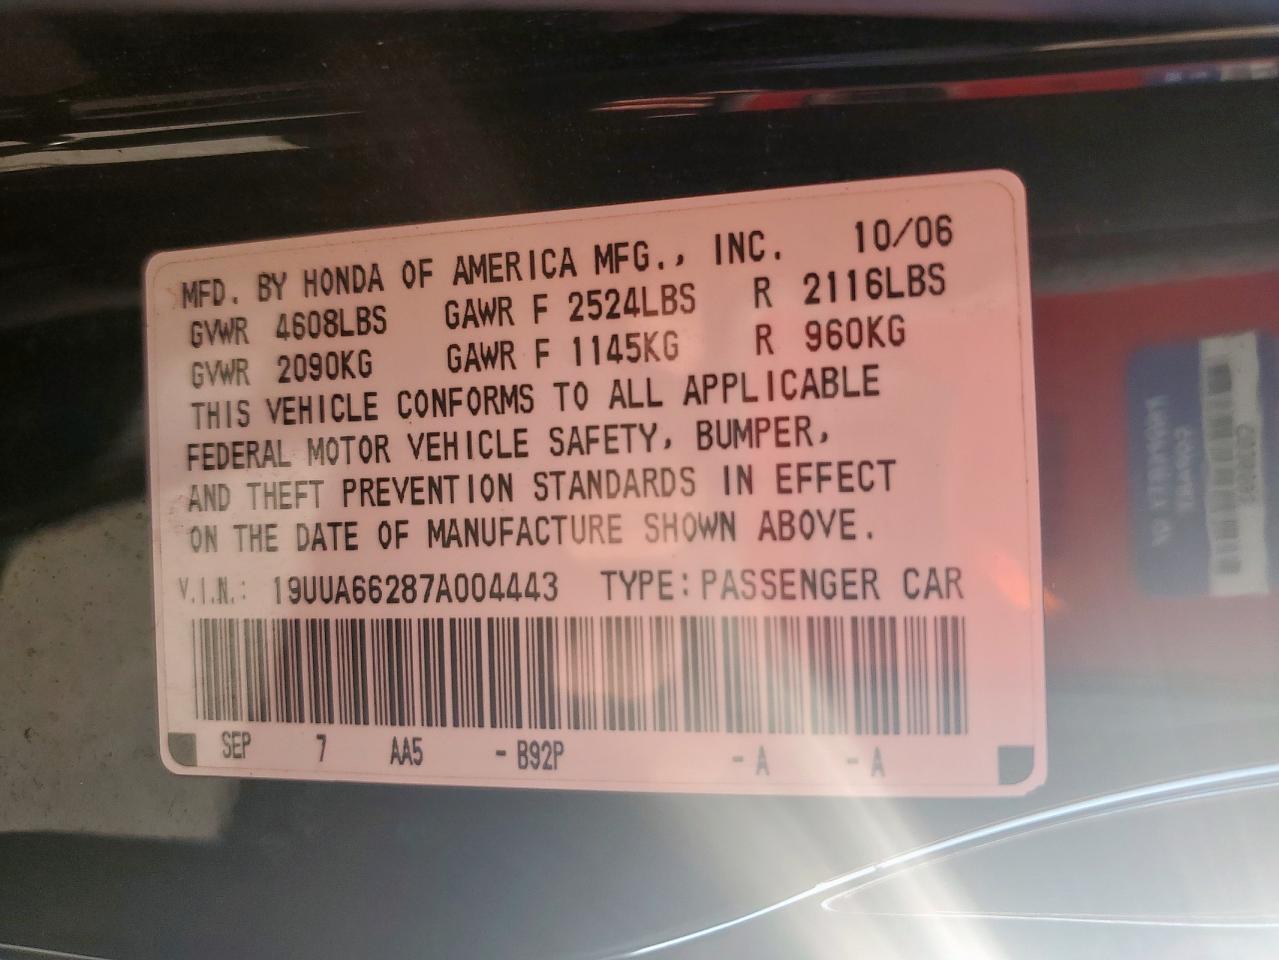 MFD. BY HONDA OF AMERICA MFG., INC. 10/06
GVWR 4608LBS GAWR F 2524LBS R 2116LBS
GVWR 2090KG GAWR F 1145KG R 960KG
THIS VEHICLE CONFORMS TO ALL APPLICABLE
FEDERAL MOTOR VEHICLE SAFETY, BUMPER,
AND THEFT PREVENTION STANDARDS IN EFFECT
ON THE DATE OF MANUFACTURE SHOWN ABOVE.
V.I.N.: 19UUA66287A004443 TYPE: PASSENGER CAR
SEP 7 AA5 - B92P - A - A